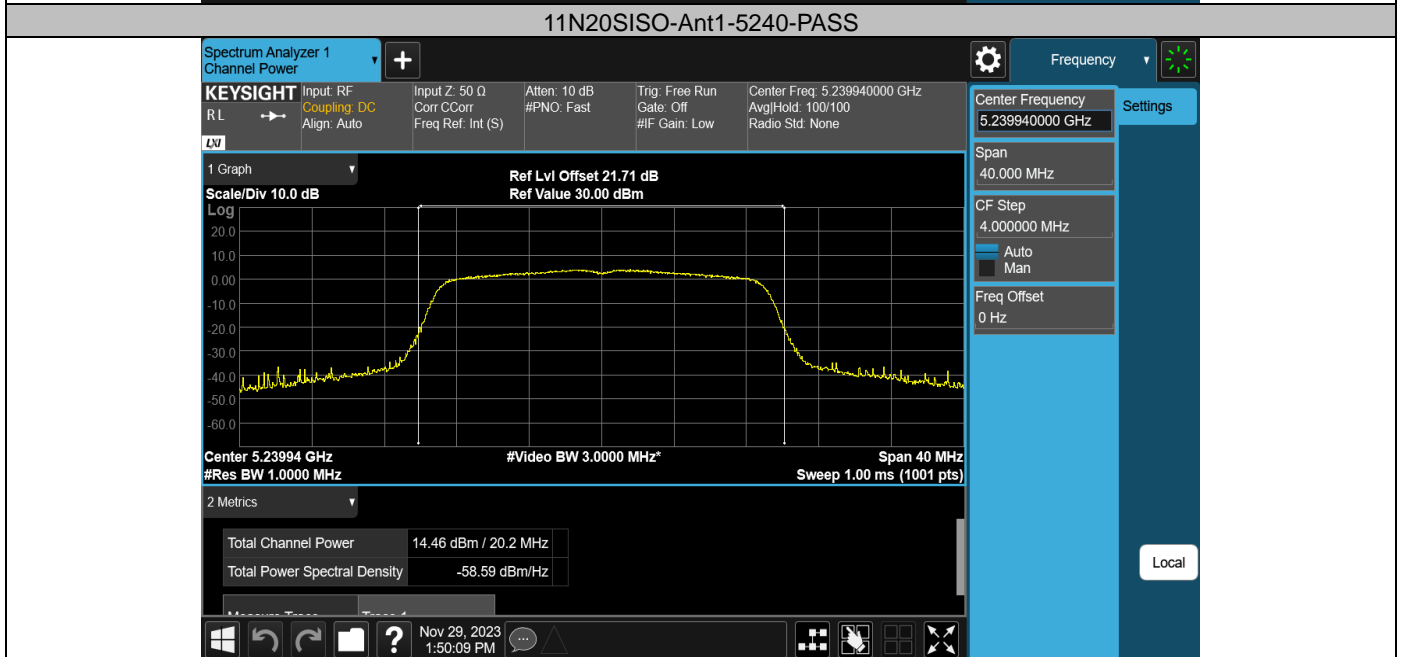 11N20SISO-Ant1-5240-PASS
Spectrum Analyzer 1
Channel Power
Frequency
KEYSIGHT
RL
LXI
Input: RF
Coupling: DC
Align: Auto
Input Z: 50 Ω
Corr CCorr
Freq Ref: Int (S)
Atten: 10 dB
#PNO: Fast
Trig: Free Run
Gate: Off
#IF Gain: Low
Center Freq: 5.239940000 GHz
Avg|Hold: 100/100
Radio Std: None
Center Frequency
5.239940000 GHz
Settings
Span
40.000 MHz
CF Step
4.000000 MHz
Auto
Man
Freq Offset
0 Hz
1 Graph
Scale/Div 10.0 dB
Ref Lvl Offset 21.71 dB
Ref Value 30.00 dBm
Log
20.0
10.0
0.00
-10.0
-20.0
-30.0
-40.0
-50.0
-60.0
Center 5.23994 GHz
#Video BW 3.0000 MHz*
Span 40 MHz
#Res BW 1.0000 MHz
Sweep 1.00 ms (1001 pts)
2 Metrics
Total Channel Power 14.46 dBm / 20.2 MHz
Total Power Spectral Density -58.59 dBm/Hz
Local
?
Nov 29, 2023
1:50:09 PM